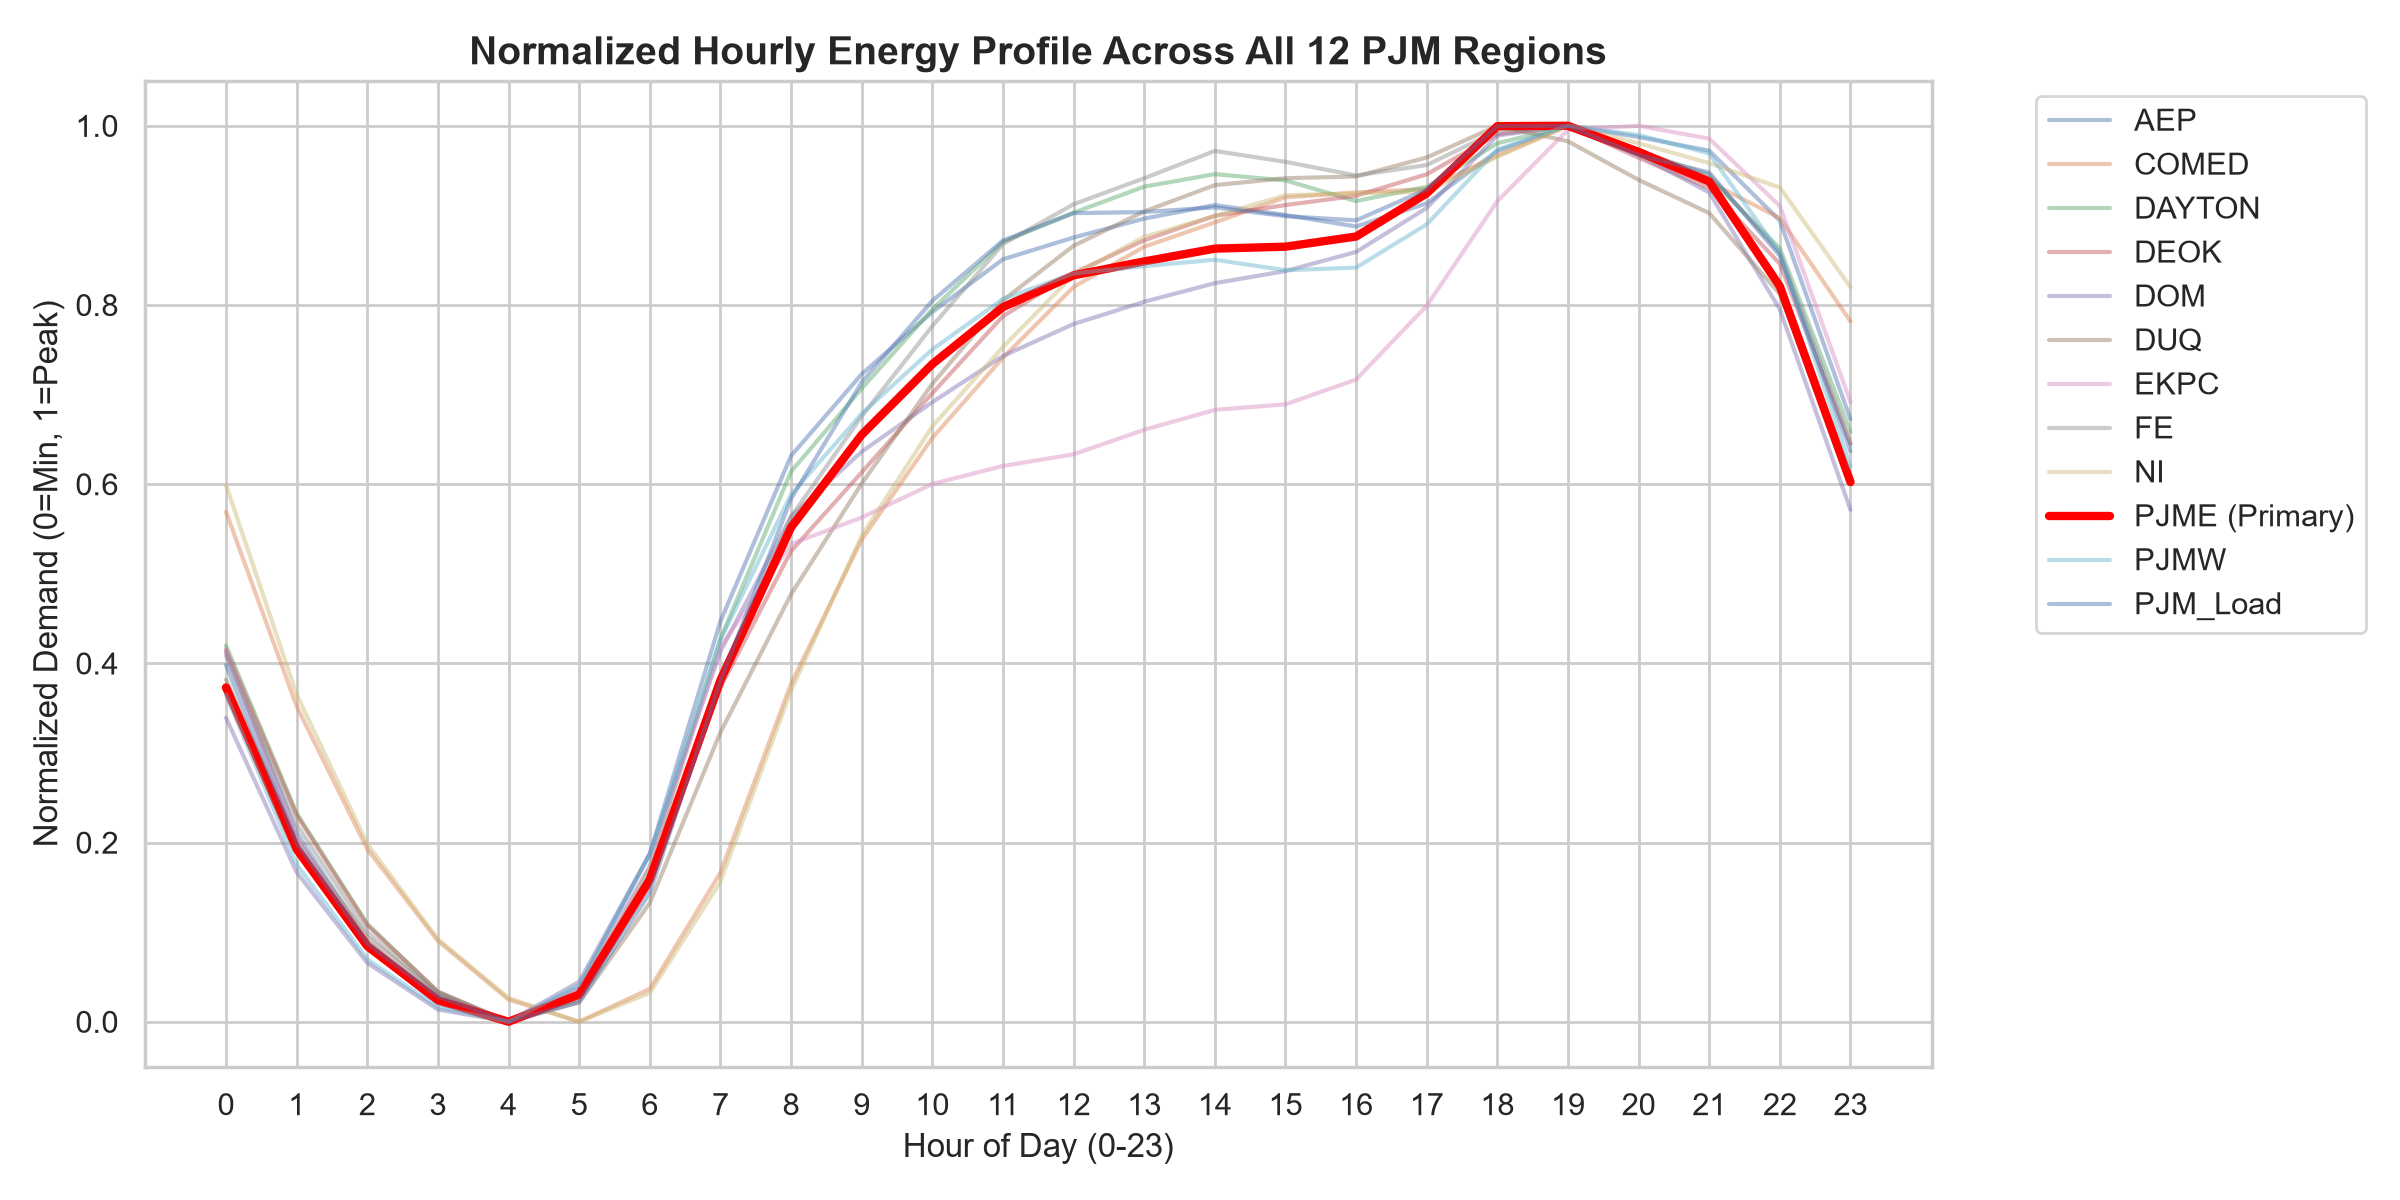 Normalized Hourly Energy Profile Across All 12 PJM Regions
Normalized Demand (0=Min, 1=Peak)
1.0
0.8
0.6
0.4
0.2
0.0
0 1 2 3 4 5 6 7 8 9 10 11 12 13 14 15 16 17 18 19 20 21 22 23
Hour of Day (0-23)
AEP
COMED
DAYTON
DEOK
DOM
DUQ
EKPC
FE
NI
PJME (Primary)
PJMW
PJM_Load